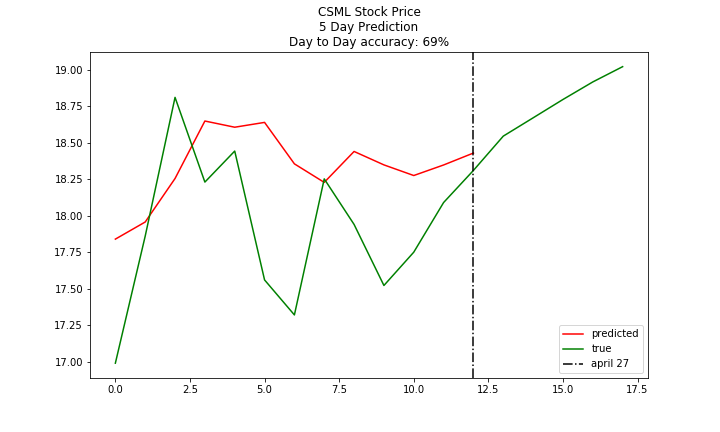 CSML Stock Price
5 Day Prediction
Day to Day accuracy: 69%
19.00
18.75
18.50
18.25
18.00
17.75
17.50
17.25
17.00
predicted
true
april 27
0.0 2.5 5.0 7.5 10.0 12.5 15.0 17.5